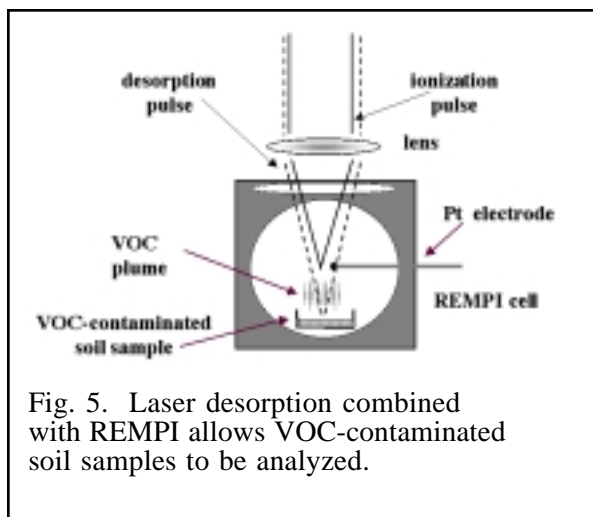 desorption
pulse
ionization
pulse
lens
Pt electrode
VOC
plume
REMPI cell
VOC-contaminated
soil sample
Fig. 5. Laser desorption combined
with REMPI allows VOC-contaminated
soil samples to be analyzed.